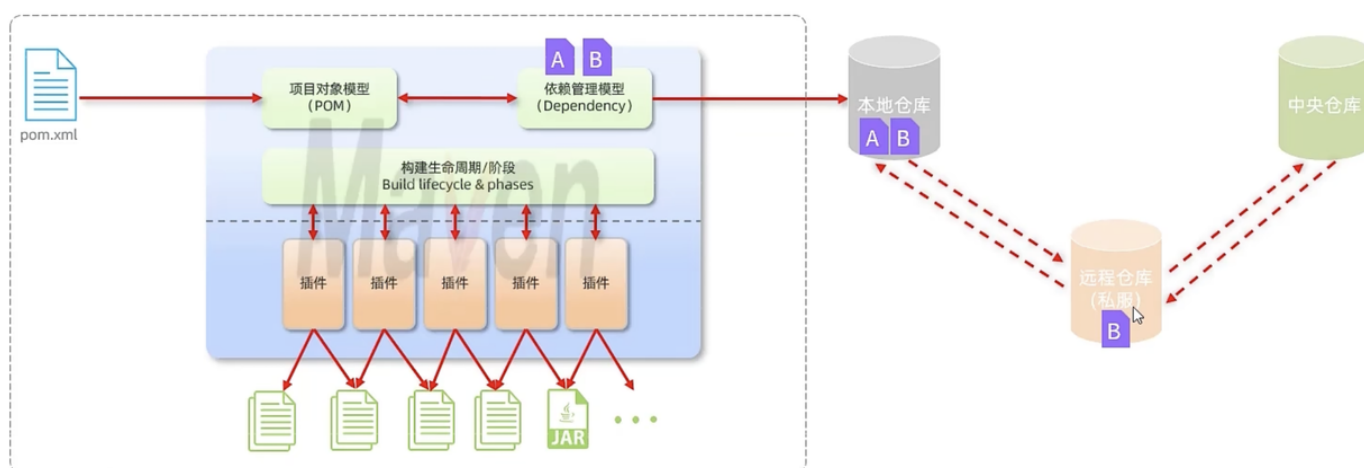 pom.xml
项目对象模型
（POM）
A B
依赖管理模型
（Dependency）
构建生命周期/阶段
Build lifecycle & phases
Maven
插件 插件 插件 插件 插件
JAR
本地仓库
A B
中央仓库
远程仓库
（私服）
B